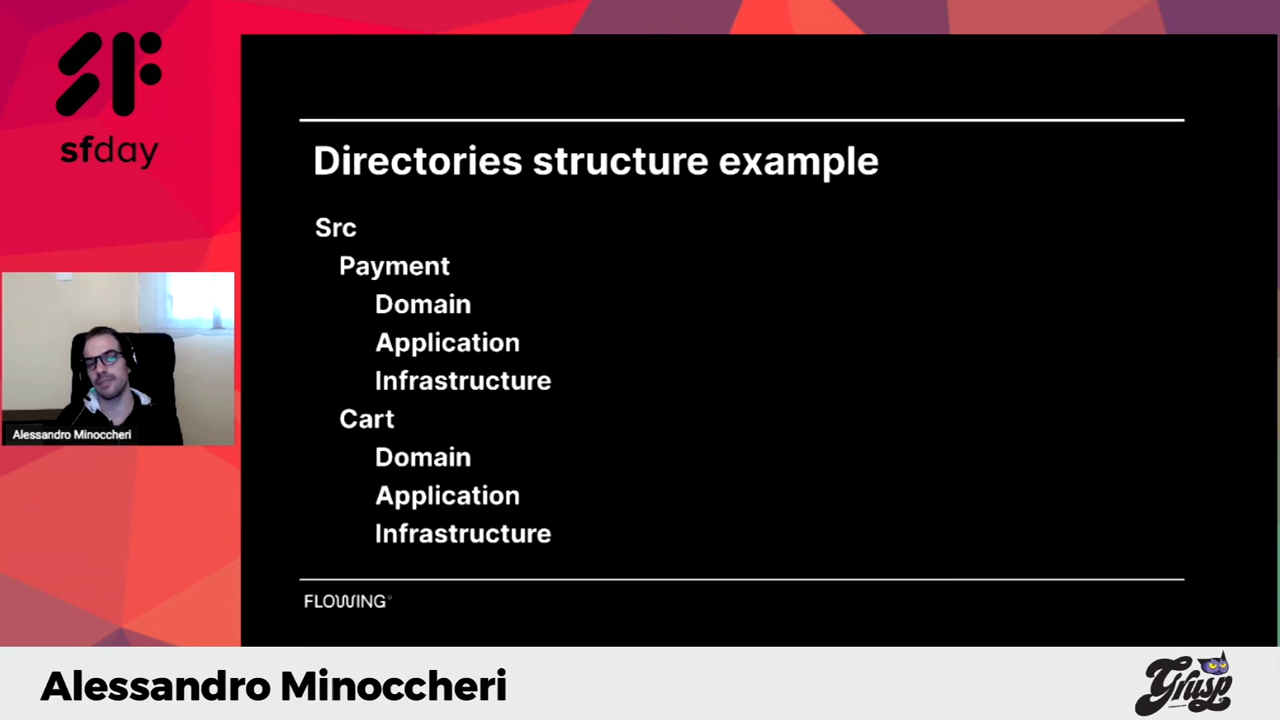 sfday
Directories structure example
Src
Payment
Domain
Application
Infrastructure
Cart
Domain
Application
Infrastructure
FLOWING
Alessandro Minoccheri
Alessandro Minoccheri
Grusp